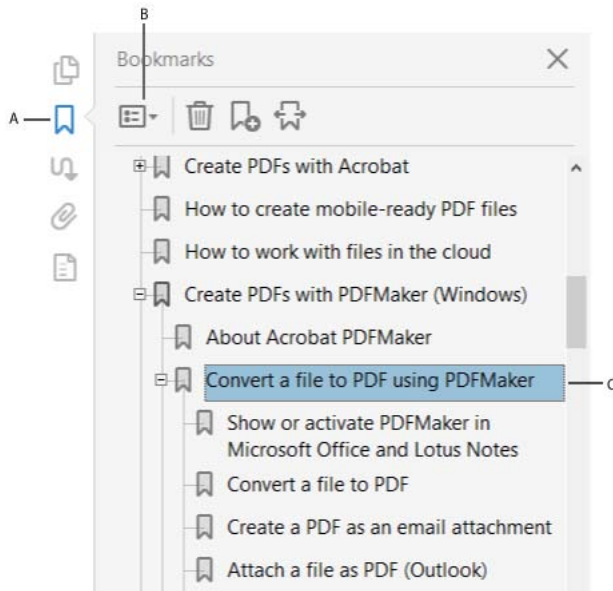 B
Bookmarks
A
Create PDFs with Acrobat
How to create mobile-ready PDF files
How to work with files in the cloud
Create PDFs with PDFMaker (Windows)
About Acrobat PDFMaker
Convert a file to PDF using PDFMaker
C
Show or activate PDFMaker in
Microsoft Office and Lotus Notes
Convert a file to PDF
Create a PDF as an email attachment
Attach a file as PDF (Outlook)